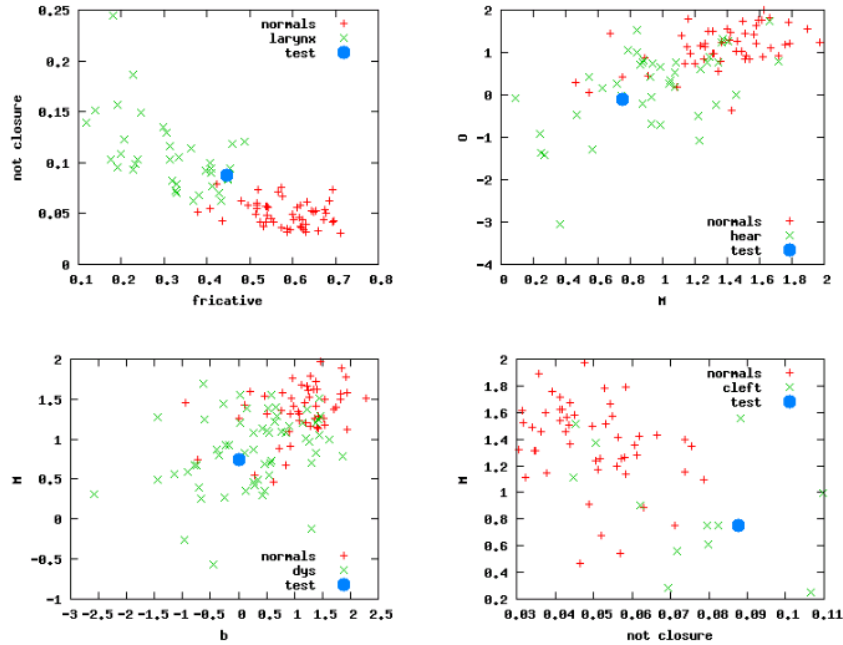 normals
larynx
test
0.25
0.2
0.15
0.1
0.05
0
not closure
0.1 0.2 0.3 0.4 0.5 0.6 0.7 0.8
fricative
2
1
0
-1
-2
-3
-4
O
normals
hear
test
0 0.2 0.4 0.6 0.8 1 1.2 1.4 1.6 1.8 2
M
2
1.5
1
0.5
0
-0.5
-1
M
normals
dys
test
-3 -2.5 -2 -1.5 -1 -0.5 0 0.5 1 1.5 2 2.5
b
normals
cleft
test
2
1.8
1.6
1.4
1.2
1
0.8
0.6
0.4
0.2
M
0.03 0.04 0.05 0.06 0.07 0.08 0.09 0.1 0.11
not closure